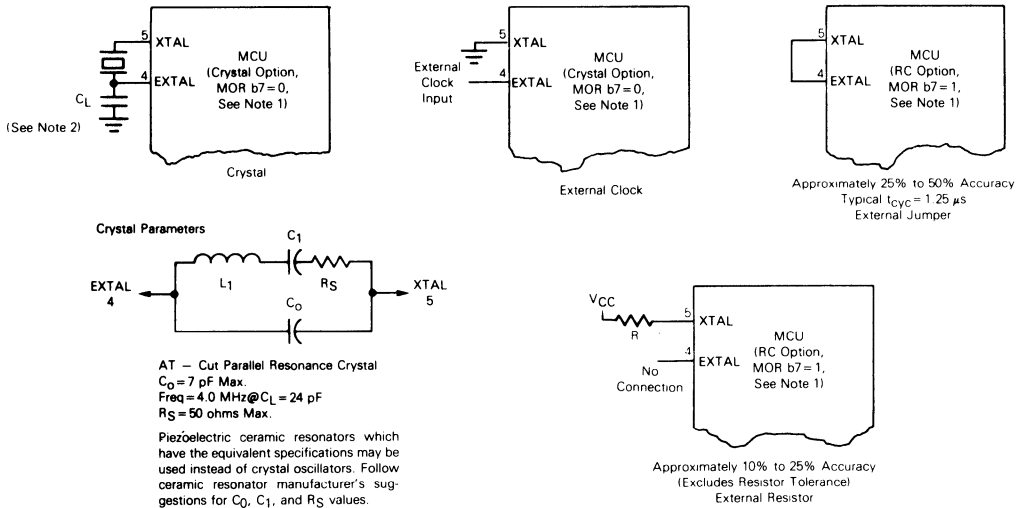 5 XTAL
4 EXTAL
MCU
(Crystal Option,
MOR b7=0,
See Note 1)
CL
(See Note 2)
Crystal
5 XTAL
4 EXTAL
External
Clock
Input
MCU
(Crystal Option,
MOR b7=0,
See Note 1)
External Clock
5 XTAL
4 EXTAL
MCU
(RC Option,
MOR b7=1,
See Note 1)
Approximately 25% to 50% Accuracy
Typical tcyc=1.25 μs
External Jumper
Crystal Parameters
C1
L1
RS
EXTAL
4
XTAL
5
Co
AT – Cut Parallel Resonance Crystal
Co=7 pF Max.
Freq=4.0 MHz@CL=24 pF
RS=50 ohms Max.
Piezoelectric ceramic resonators which
have the equivalent specifications may be
used instead of crystal oscillators. Follow
ceramic resonator manufacturer's sug-
gestions for C0, C1, and RS values.
VCC
R
5 XTAL
4 EXTAL
No
Connection
MCU
(RC Option,
MOR b7=1,
See Note 1)
Approximately 10% to 25% Accuracy
(Excludes Resistor Tolerance)
External Resistor